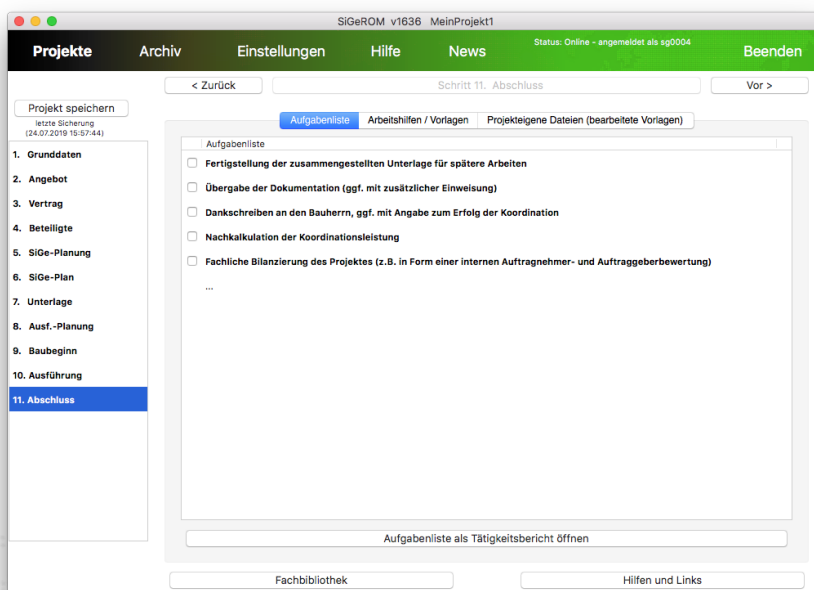 SiGeROM v1636 MeinProjekt1
Projekte Archiv Einstellungen Hilfe News Status: Online - angemeldet als sg0004 Beenden
< Zurück Schritt 11. Abschluss Vor >
Projekt speichern
letzte Sicherung
(24.07.2019 15:57:44)
1. Grunddaten
2. Angebot
3. Vertrag
4. Beteiligte
5. SiGe-Planung
6. SiGe-Plan
7. Unterlage
8. Ausf.-Planung
9. Baubeginn
10. Ausführung
11. Abschluss
Aufgabenliste Arbeitshilfen / Vorlagen Projekteigene Dateien (bearbeitete Vorlagen)
Aufgabenliste
Fertigstellung der zusammengestellten Unterlage für spätere Arbeiten
Übergabe der Dokumentation (ggf. mit zusätzlicher Einweisung)
Dankschreiben an den Bauherrn, ggf. mit Angabe zum Erfolg der Koordination
Nachkalkulation der Koordinationsleistung
Fachliche Bilanzierung des Projektes (z.B. in Form einer internen Auftragnehmer- und Auftraggeberbewertung)
...
Aufgabenliste als Tätigkeitsbericht öffnen
Fachbibliothek Hilfen und Links